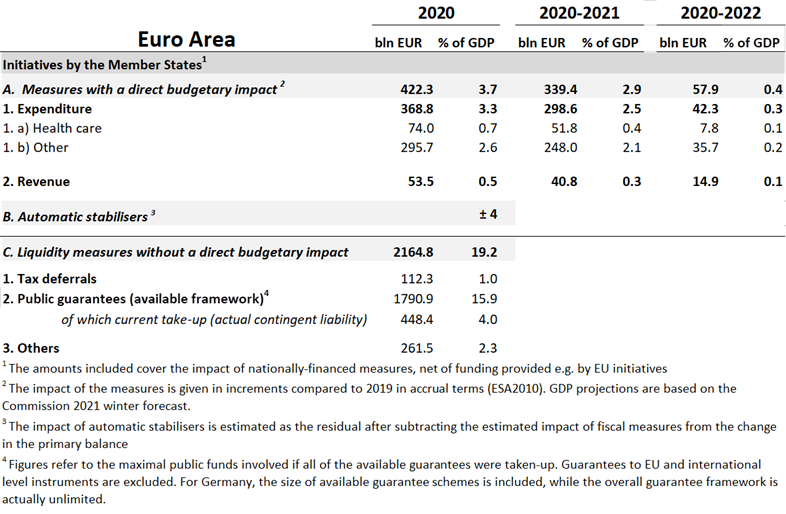 Euro Area 2020 2020-2021 2020-2022
bln EUR % of GDP bln EUR % of GDP bln EUR % of GDP
Initiatives by the Member States¹
A. Measures with a direct budgetary impact ² 422.3 3.7 339.4 2.9 57.9 0.4
1. Expenditure 368.8 3.3 298.6 2.5 42.3 0.3
1. a) Health care 74.0 0.7 51.8 0.4 7.8 0.1
1. b) Other 295.7 2.6 248.0 2.1 35.7 0.2
2. Revenue 53.5 0.5 40.8 0.3 14.9 0.1
B. Automatic stabilisers ³ ± 4
C. Liquidity measures without a direct budgetary impact 2164.8 19.2
1. Tax deferrals 112.3 1.0
2. Public guarantees (available framework)⁴ 1790.9 15.9
of which current take-up (actual contingent liability) 448.4 4.0
3. Others 261.5 2.3
¹ The amounts included cover the impact of nationally-financed measures, net of funding provided e.g. by EU initiatives
² The impact of the measures is given in increments compared to 2019 in accrual terms (ESA2010). GDP projections are based on the
Commission 2021 winter forecast.
³ The impact of automatic stabilisers is estimated as the residual after subtracting the estimated impact of fiscal measures from the change
in the primary balance
⁴ Figures refer to the maximal public funds involved if all of the available guarantees were taken-up. Guarantees to EU and international
level instruments are excluded. For Germany, the size of available guarantee schemes is included, while the overall guarantee framework is
actually unlimited.